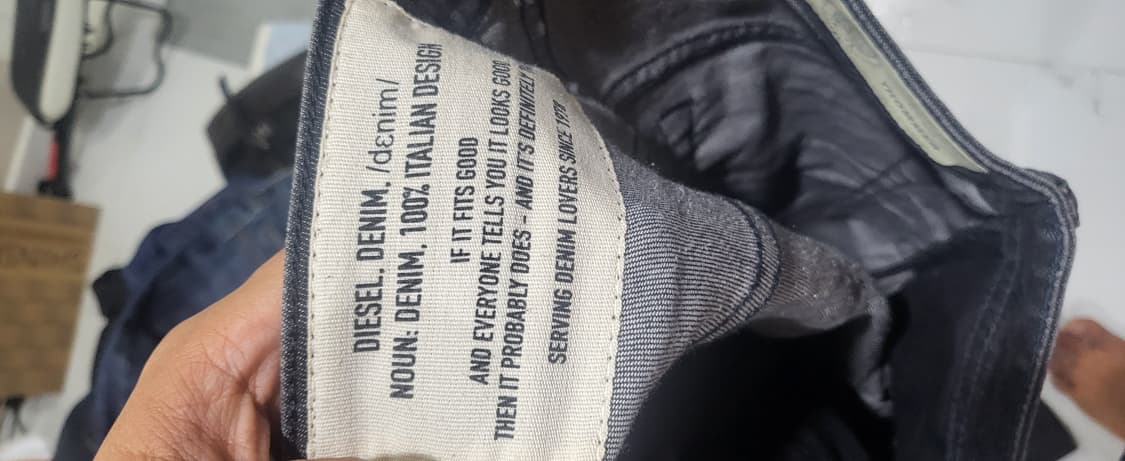 DIESEL. DENIM. /dɛnim/
NOUN: DENIM. 100% ITALIAN DESIGN
IF IT FITS GOOD
AND EVERYONE TELLS YOU IT LOOKS GOOD
THEN IT PROBABLY DOES - AND IT'S DEFINITELY
SERVING DENIM LOVERS SINCE 1978